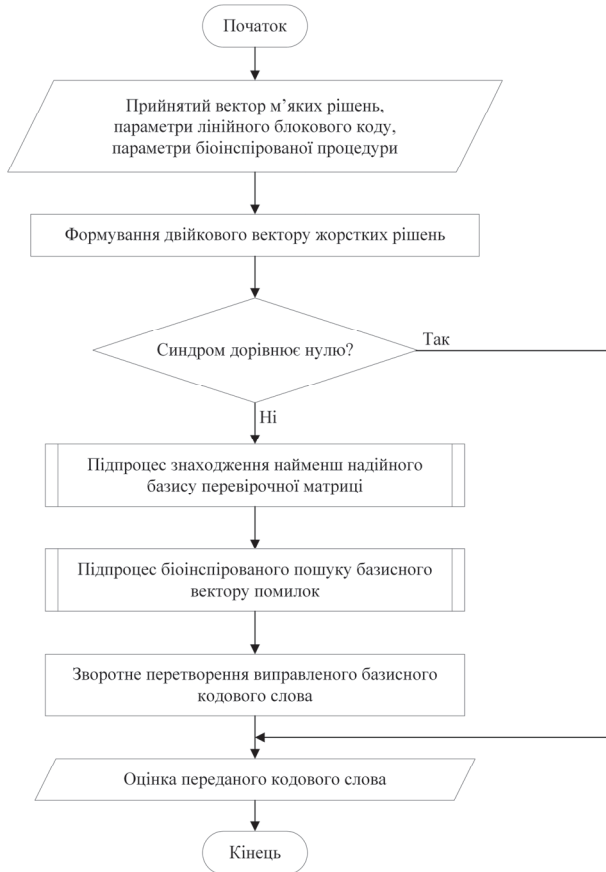 Початок
Прийнятий вектор м’яких рішень,
параметри лінійного блокового коду,
параметри біоінспірованої процедури
Формування двійкового вектору жорстких рішень
Синдром дорівнює нулю?
Так
Ні
Підпроцес знаходження найменш надійного
базису перевірочної матриці
Підпроцес біоінспірованого пошуку базисного
вектору помилок
Зворотне перетворення виправленого базисного
кодового слова
Оцінка переданого кодового слова
Кінець